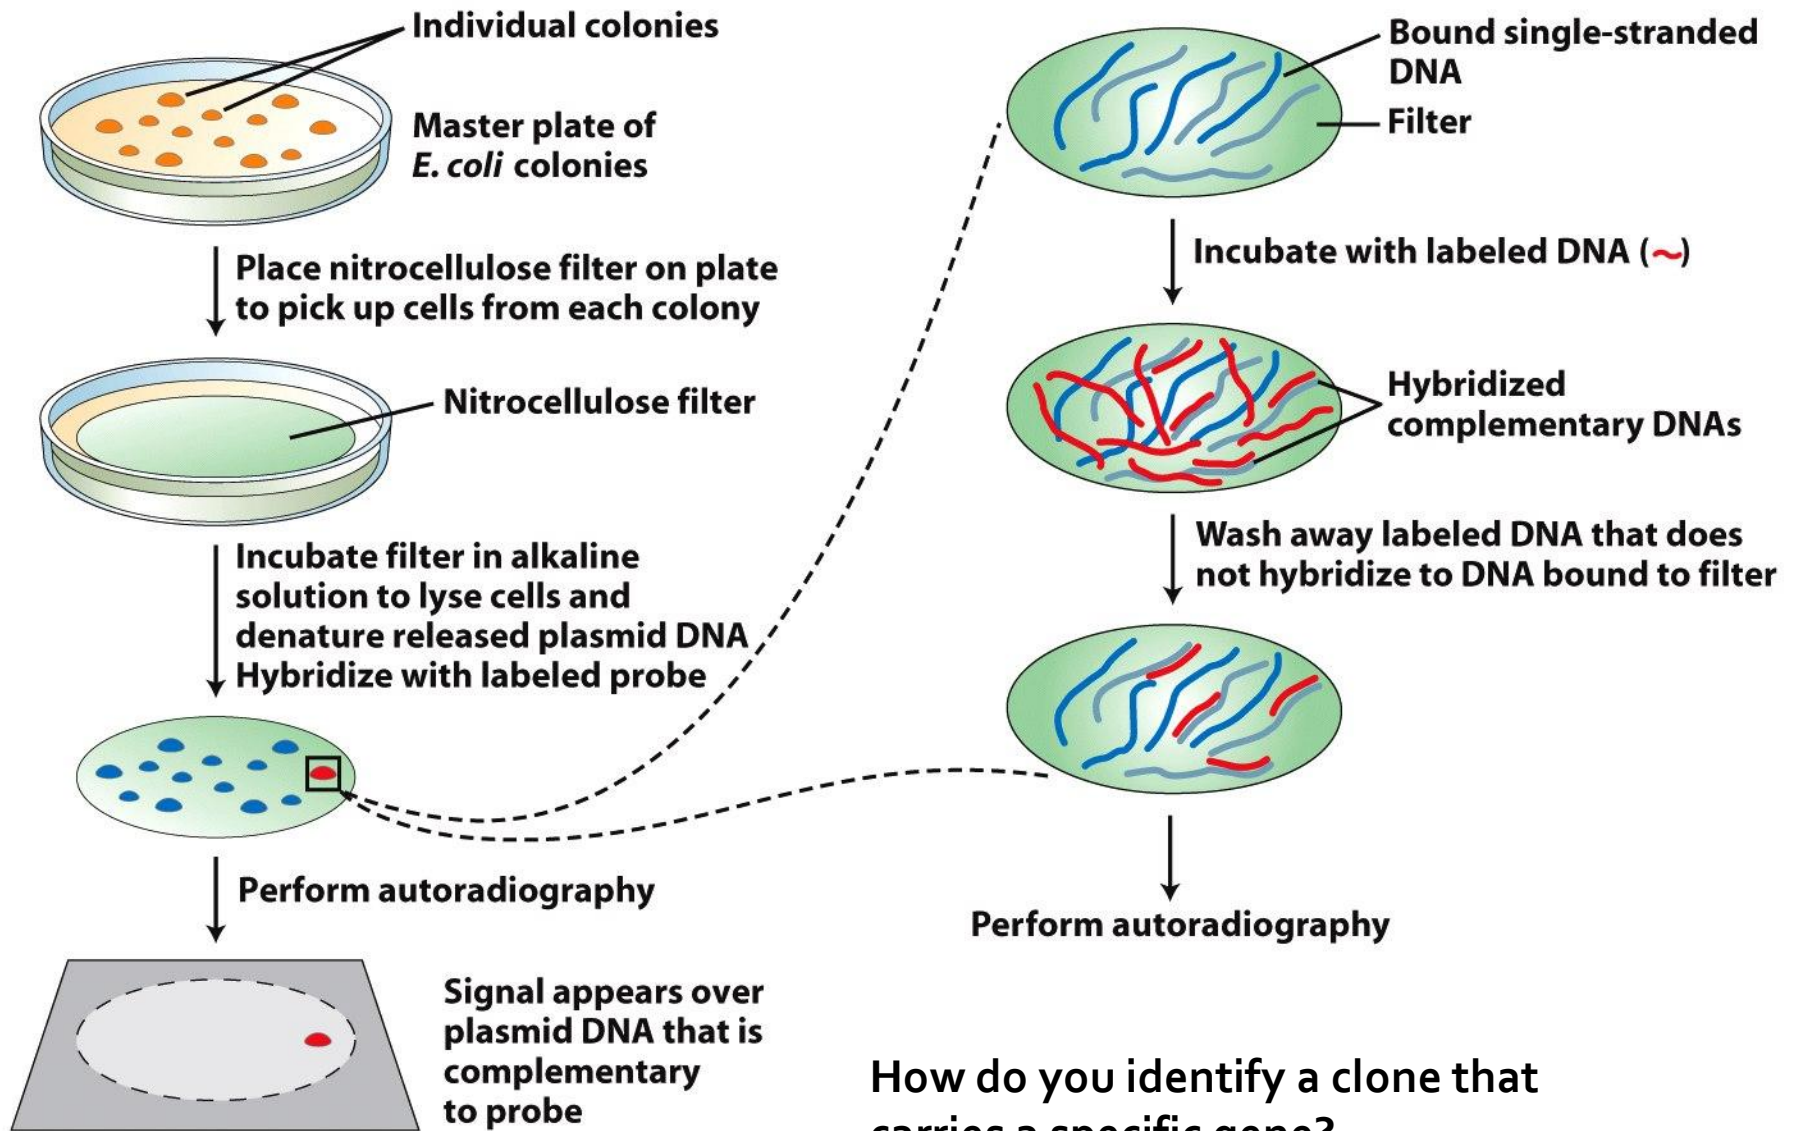 Individual colonies
Master plate of
E. coli colonies
Place nitrocellulose filter on plate
to pick up cells from each colony
Nitrocellulose filter
Incubate filter in alkaline
solution to lyse cells and
denature released plasmid DNA
Hybridize with labeled probe
Perform autoradiography
Signal appears over
plasmid DNA that is
complementary
to probe
Bound single-stranded
DNA
Filter
Incubate with labeled DNA (~)
Hybridized
complementary DNAs
Wash away labeled DNA that does
not hybridize to DNA bound to filter
Perform autoradiography
How do you identify a clone that
carries a specific gene?